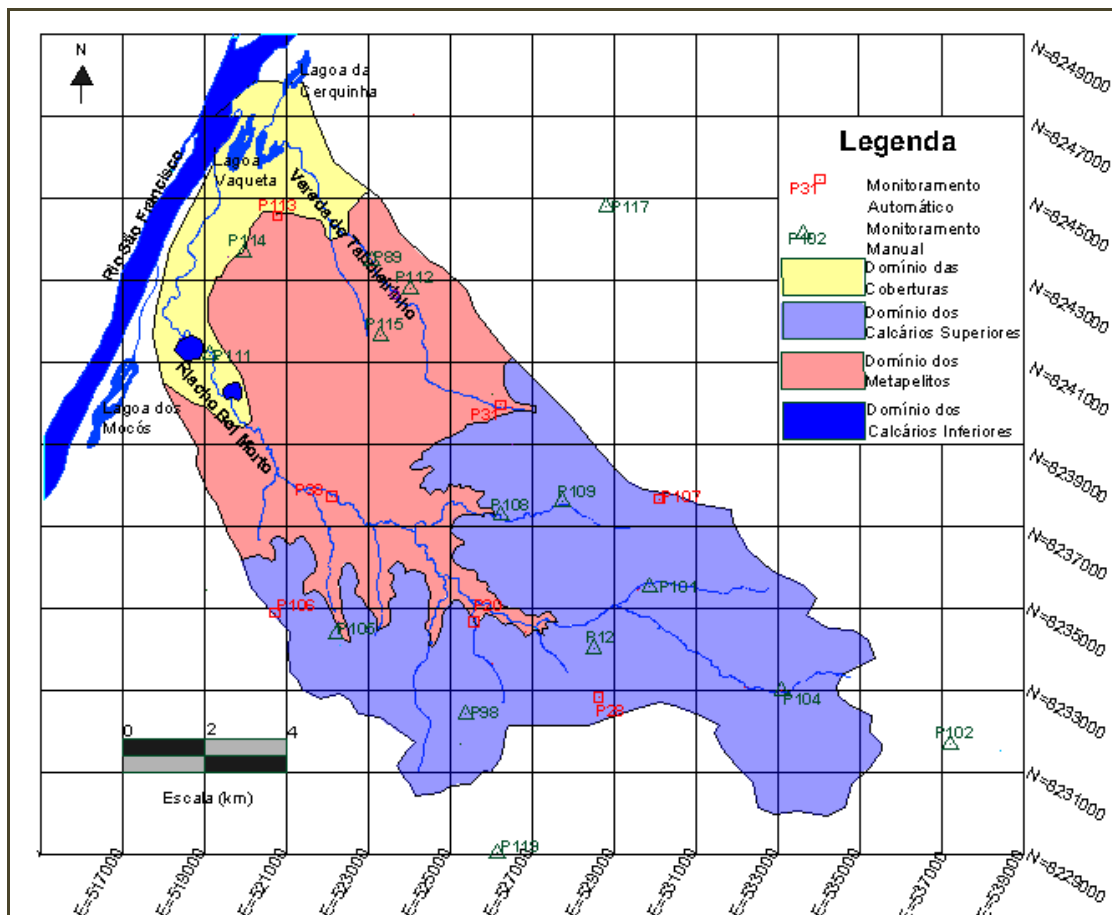 N
Lagoa da
Cerquinha
Lagoa
Vaqueta
Rio São Francisco
Vereda do Tabuleirinho
Riacho Boi Morto
Lagoa dos
Mocós
P113
P114
P89
P112
P115
P117
P111
P31
P99
P108
P109
P107
P106
P105
P30
P101
P12
P104
P98
P28
P102
P119
Legenda
P31
Monitoramento
Automático
P102
Monitoramento
Manual
Domínio das
Coberturas
Domínio dos
Calcários Superiores
Domínio dos
Metapelitos
Domínio dos
Calcários Inferiores
0 2 4
Escala (km)
N=8249000
N=8247000
N=8245000
N=8243000
N=8241000
N=8239000
N=8237000
N=8235000
N=8233000
N=8231000
N=8229000
E=517000
E=519000
E=521000
E=523000
E=525000
E=527000
E=529000
E=531000
E=533000
E=535000
E=537000
E=539000